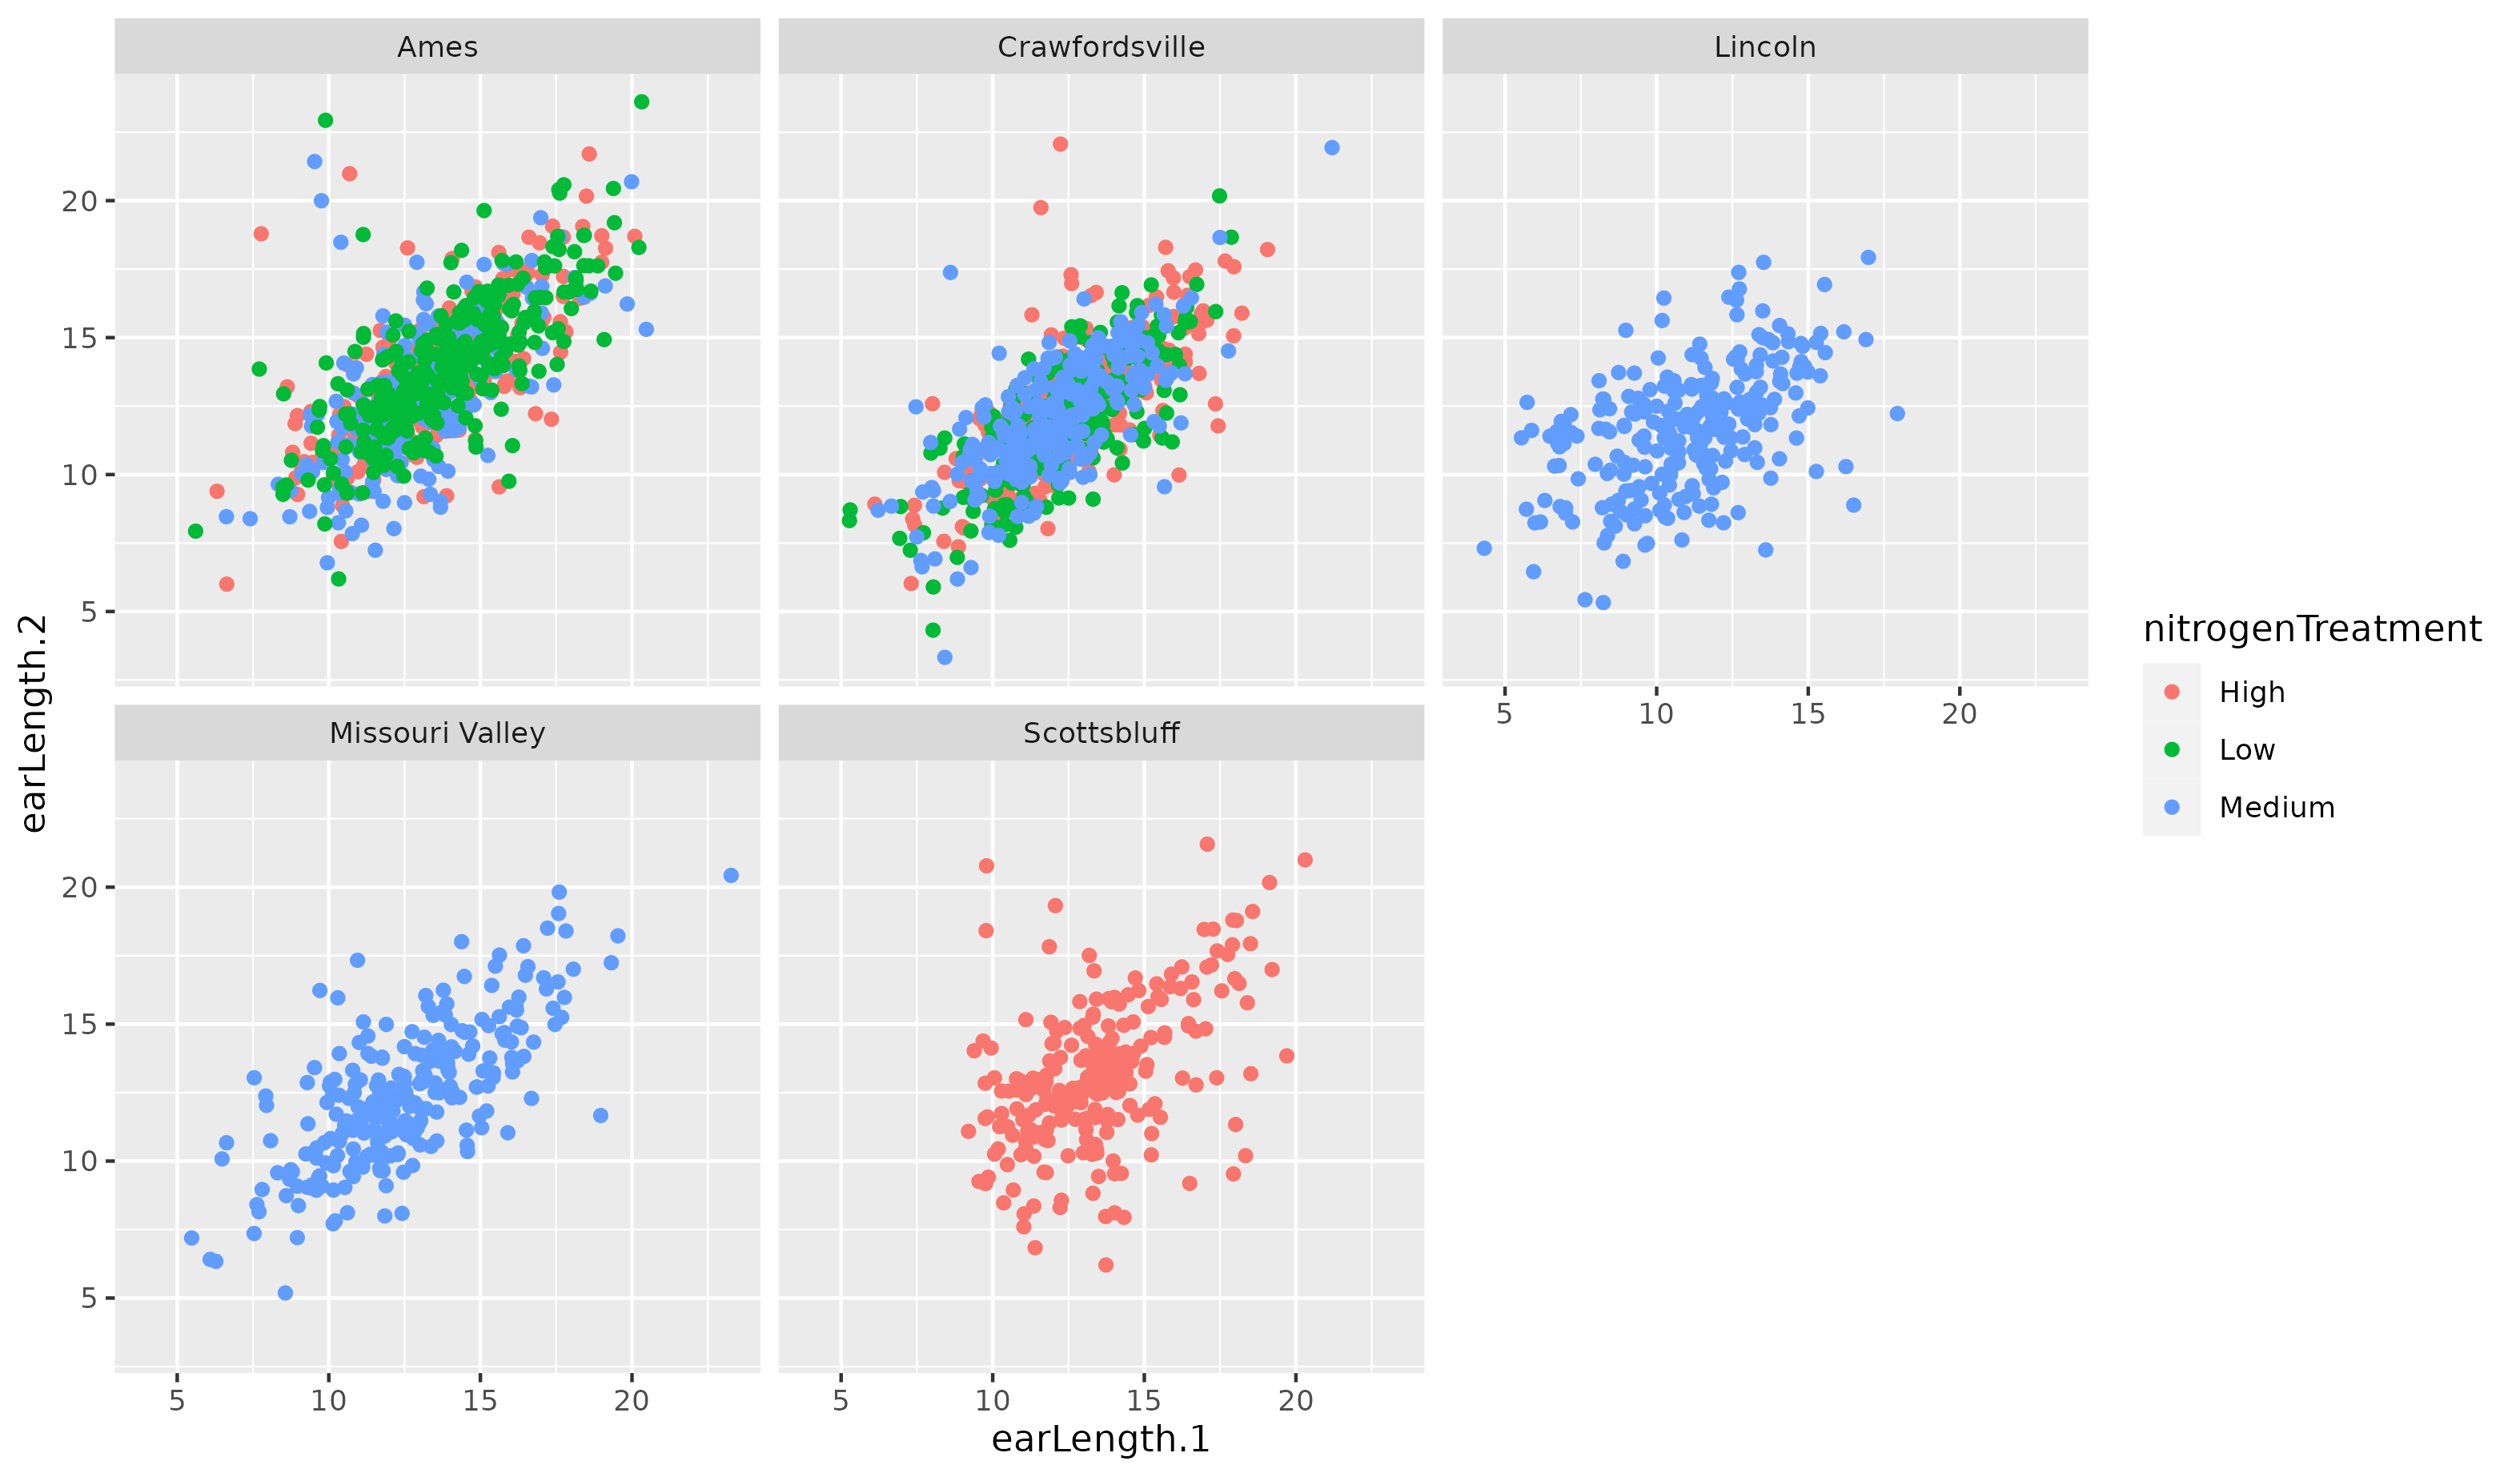 Ames
Crawfordsville
Lincoln
20
15
10
5
5 10 15 20
Missouri Valley
Scottsbluff
20
15
10
5
5 10 15 20
5 10 15 20
earLength.1
earLength.2
nitrogenTreatment
High
Low
Medium